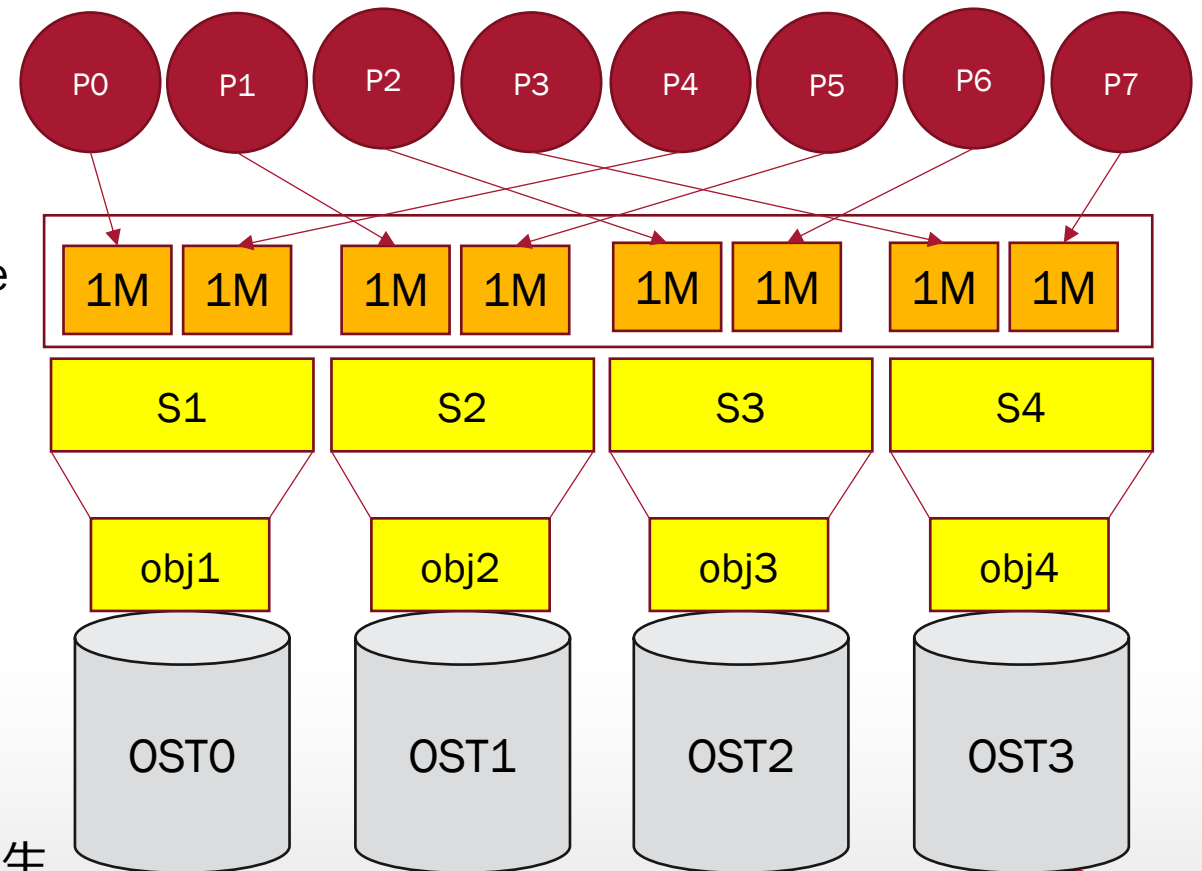 P0 P1 P2 P3 P4 P5 P6 P7
e
1M 1M 1M 1M 1M 1M 1M 1M
S1 S2 S3 S4
obj1 obj2 obj3 obj4
OST0 OST1 OST2 OST3
生